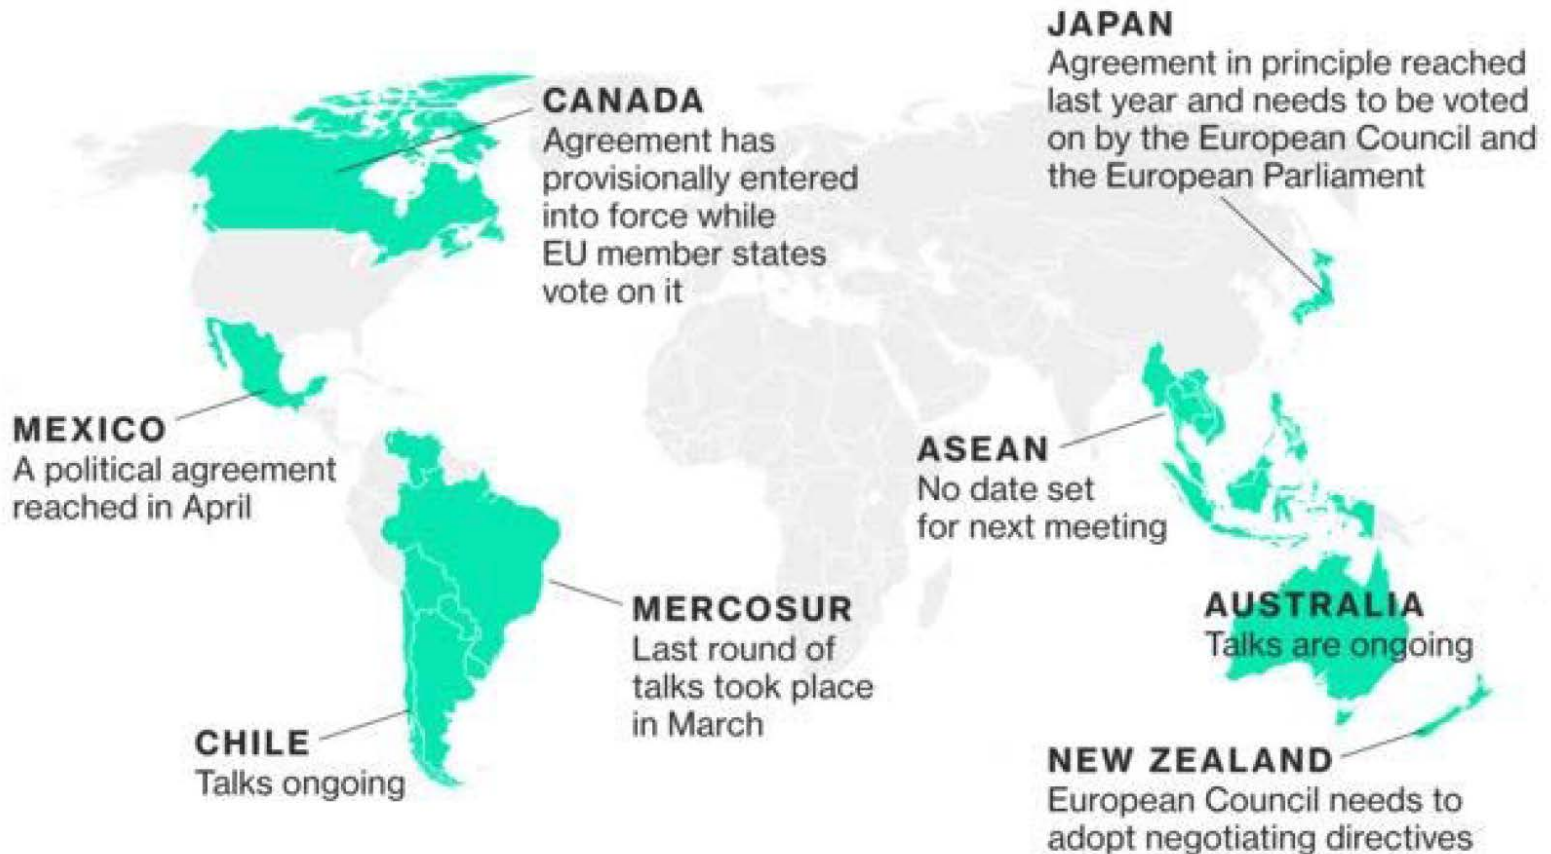 JAPAN
Agreement in principle reached
last year and needs to be voted
on by the European Council and
the European Parliament
CANADA
Agreement has
provisionally entered
into force while
EU member states
vote on it
MEXICO
A political agreement
reached in April
ASEAN
No date set
for next meeting
MERCOSUR
Last round of
talks took place
in March
AUSTRALIA
Talks are ongoing
CHILE
Talks ongoing
NEW ZEALAND
European Council needs to
adopt negotiating directives